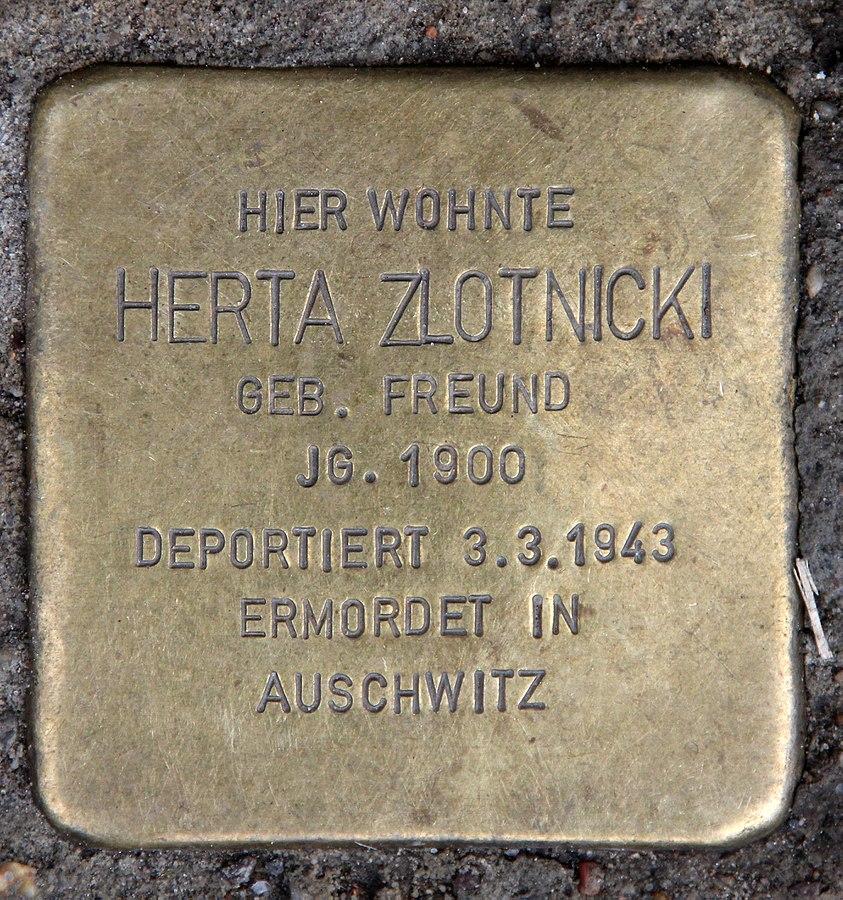 HIER WOHNTE
HERTA ZLOTNICKI
GEB. FREUND
JG. 1900
DEPORTIERT 3.3.1943
ERMORDET IN
AUSCHWITZ